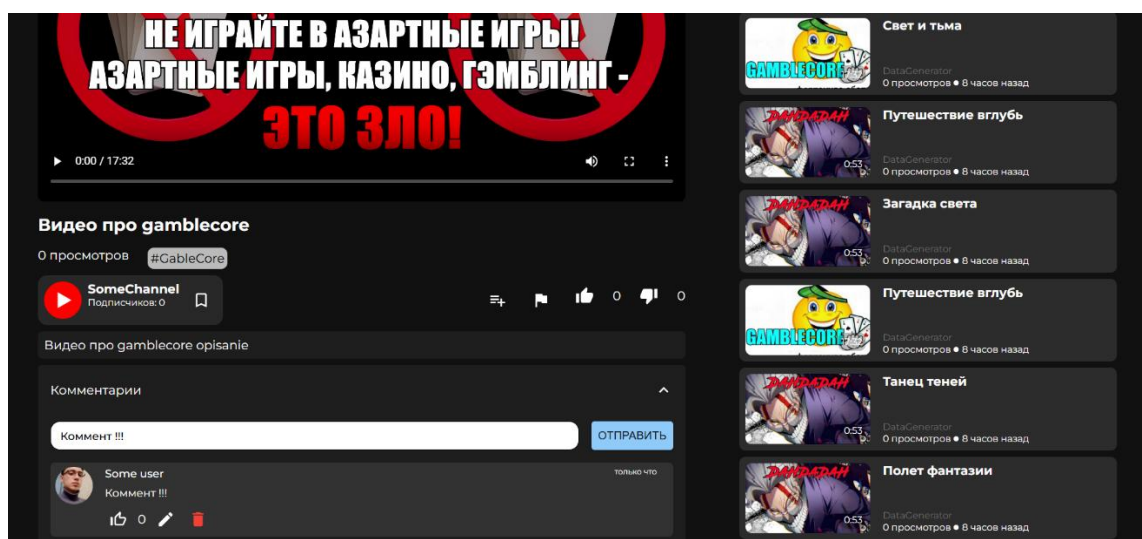 НЕ ИГРАЙТЕ В АЗАРТНЫЕ ИГРЫ!
АЗАРТНЫЕ ИГРЫ, КАЗИНО, ГЭМБЛИНГ -
ЭТО ЗЛО!
0:00 / 17:32
Видео про gamblecore
0 просмотров #GableCore
SomeChannel
Подписчиков: 0
0 0
Видео про gamblecore opisanie
Комментарии
Коммент !!! ОТПРАВИТЬ
Some user только что
Коммент !!!
0
GAMBLECORE
Свет и тьма
DataGenerator
0 просмотров ● 8 часов назад
DANDADAN
0:53
Путешествие вглубь
DataGenerator
0 просмотров ● 8 часов назад
DANDADAN
0:53
Загадка света
DataGenerator
0 просмотров ● 8 часов назад
GAMBLECORE
Путешествие вглубь
DataGenerator
0 просмотров ● 8 часов назад
DANDADAN
0:53
Танец теней
DataGenerator
0 просмотров ● 8 часов назад
DANDADAN
0:53
Полет фантазии
DataGenerator
0 просмотров ● 8 часов назад